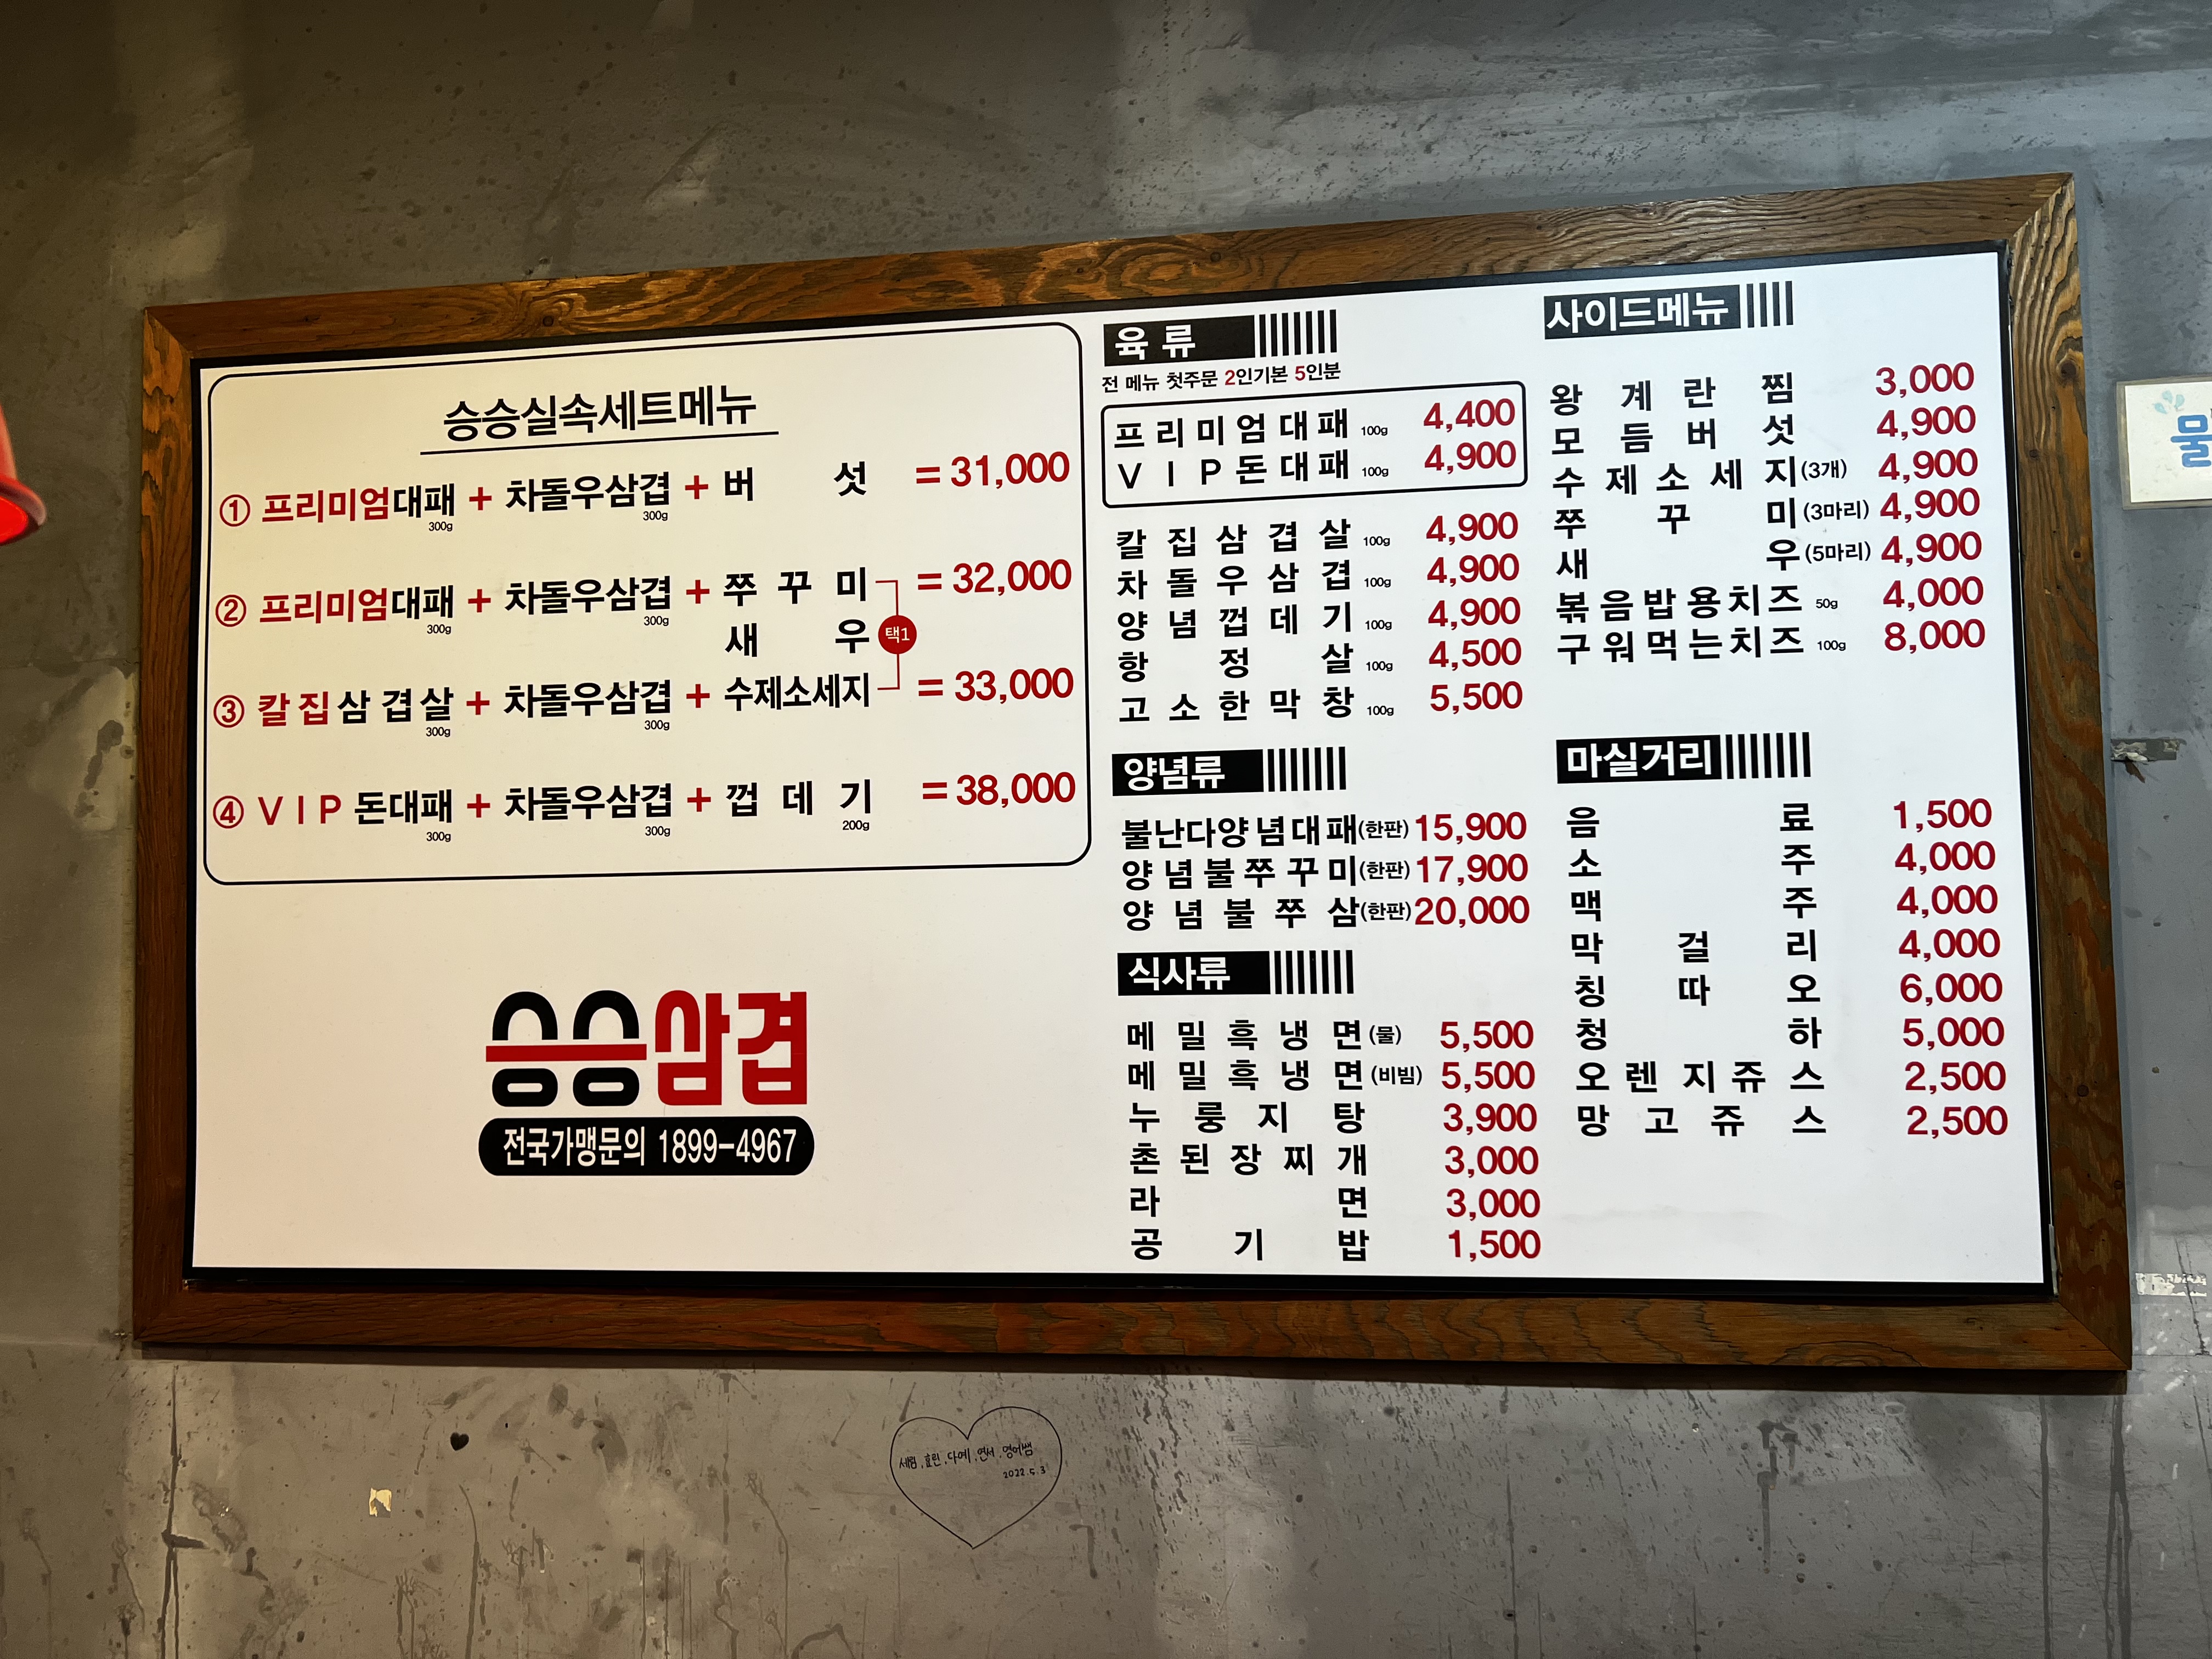 승승실속세트메뉴
① 프리미엄대패 300g + 차돌우삼겹 300g + 버섯 = 31,000
② 프리미엄대패 300g + 차돌우삼겹 300g + 쭈꾸미 = 32,000
새우 택1
③ 칼집삼겹살 300g + 차돌우삼겹 300g + 수제소세지 = 33,000
④ VIP 돈대패 300g + 차돌우삼겹 300g + 껍데기 200g = 38,000
승승삼겹
전국가맹문의 1899-4967
육류
전 메뉴 첫주문 2인기본 5인분
프리미엄대패 100g 4,400
VIP돈대패 100g 4,900
칼집삼겹살 100g 4,900
차돌우삼겹 100g 4,900
양념껍데기 100g 4,900
항정살 100g 4,500
고소한막창 100g 5,500
양념류
불난다양념대패(한판) 15,900
양념불쭈꾸미(한판) 17,900
양념불쭈삼(한판) 20,000
식사류
메밀흑냉면(물) 5,500
메밀흑냉면(비빔) 5,500
누룽지탕 3,900
촌된장찌개 3,000
라면 3,000
공기밥 1,500
사이드메뉴
왕계란찜 3,000
모듬버섯 4,900
수제소세지(3개) 4,900
쭈꾸미(3마리) 4,900
새우(5마리) 4,900
볶음밥용치즈 50g 4,000
구워먹는치즈 100g 8,000
마실거리
음료 1,500
소주 4,000
맥주 4,000
막걸리 4,000
칭따오 6,000
청하 5,000
오렌지쥬스 2,500
망고쥬스 2,500
물
세림, 효린, 다예, 연서, 영어쌤
2022.5.3